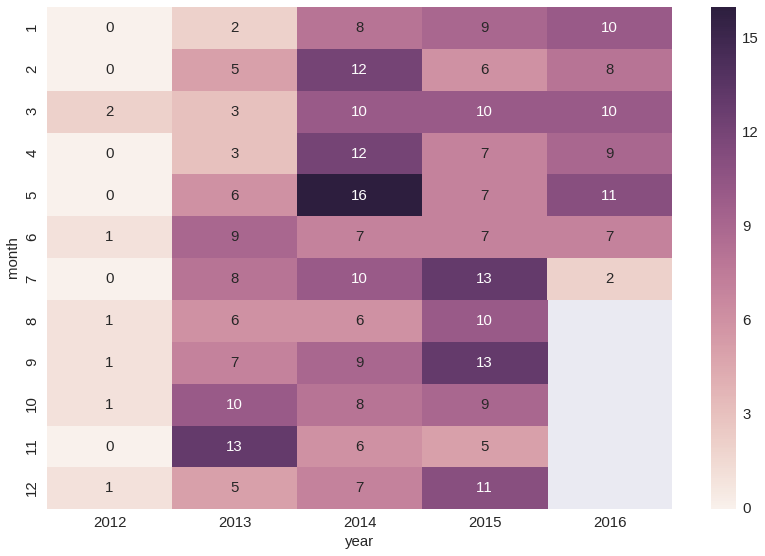 1 0 2 8 9 10
2 0 5 12 6 8
3 2 3 10 10 10
4 0 3 12 7 9
5 0 6 16 7 11
6 1 9 7 7 7
7 0 8 10 13 2
8 1 6 6 10
9 1 7 9 13
10 1 10 8 9
11 0 13 6 5
12 1 5 7 11
month
2012 2013 2014 2015 2016
year
15
12
9
6
3
0